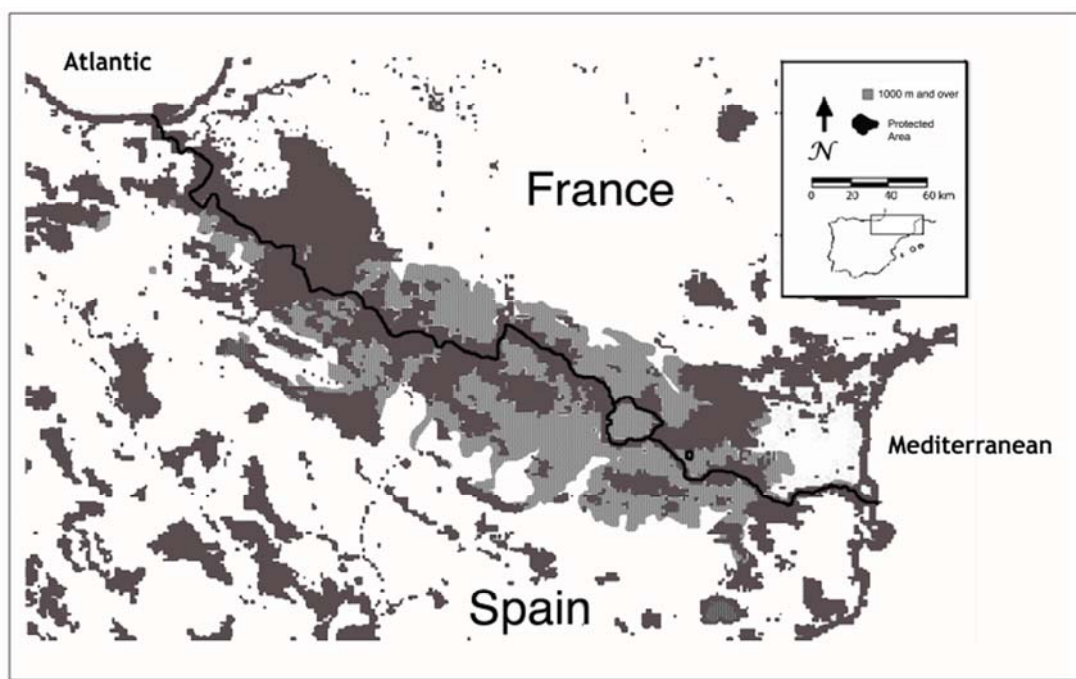 Atlantic
1000 m and over
Protected
Area
N
0 20 40 60 km
France
Mediterranean
Spain